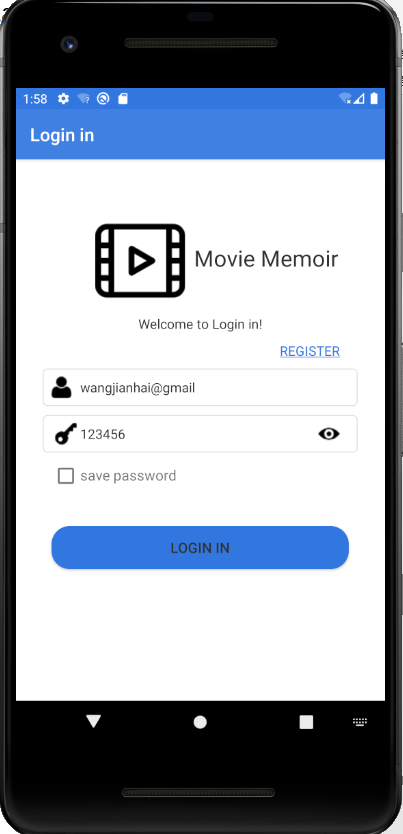 1:58
Login in
Movie Memoir
Welcome to Login in!
REGISTER
wangjianhai@gmail
123456
save password
LOGIN IN